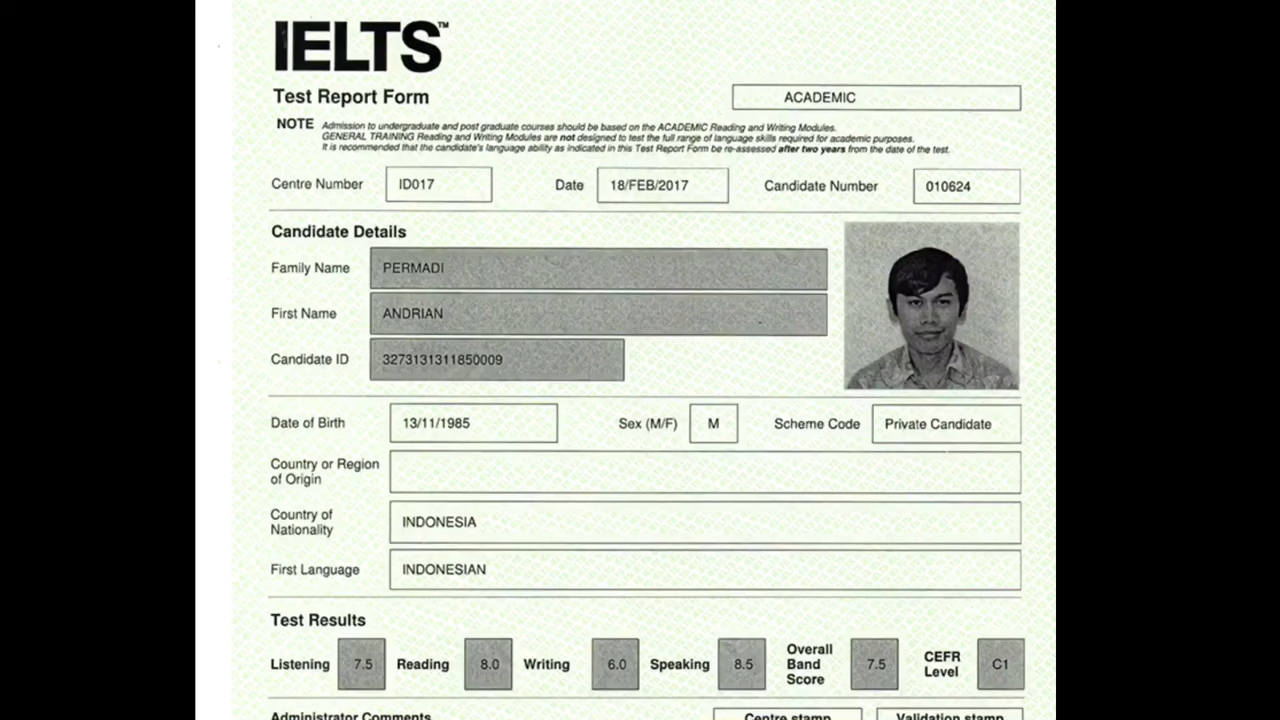 IELTS™
Test Report Form
ACADEMIC
NOTE Admission to undergraduate and post graduate courses should be based on the ACADEMIC Reading and Writing Modules.
GENERAL TRAINING Reading and Writing Modules are not designed to test the full range of language skills required for academic purposes.
It is recommended that the candidate's language ability as indicated in this Test Report Form be re-assessed after two years from the date of the test.
Centre Number ID017 Date 18/FEB/2017 Candidate Number 010624
Candidate Details
Family Name PERMADI
First Name ANDRIAN
Candidate ID 3273131311850009
Date of Birth 13/11/1985 Sex (M/F) M Scheme Code Private Candidate
Country or Region
of Origin
Country of
Nationality INDONESIA
First Language INDONESIAN
Test Results
Listening 7.5 Reading 8.0 Writing 6.0 Speaking 8.5 Overall Band Score 7.5 CEFR Level C1
Administrator Comments Centre stamp Validation stamp